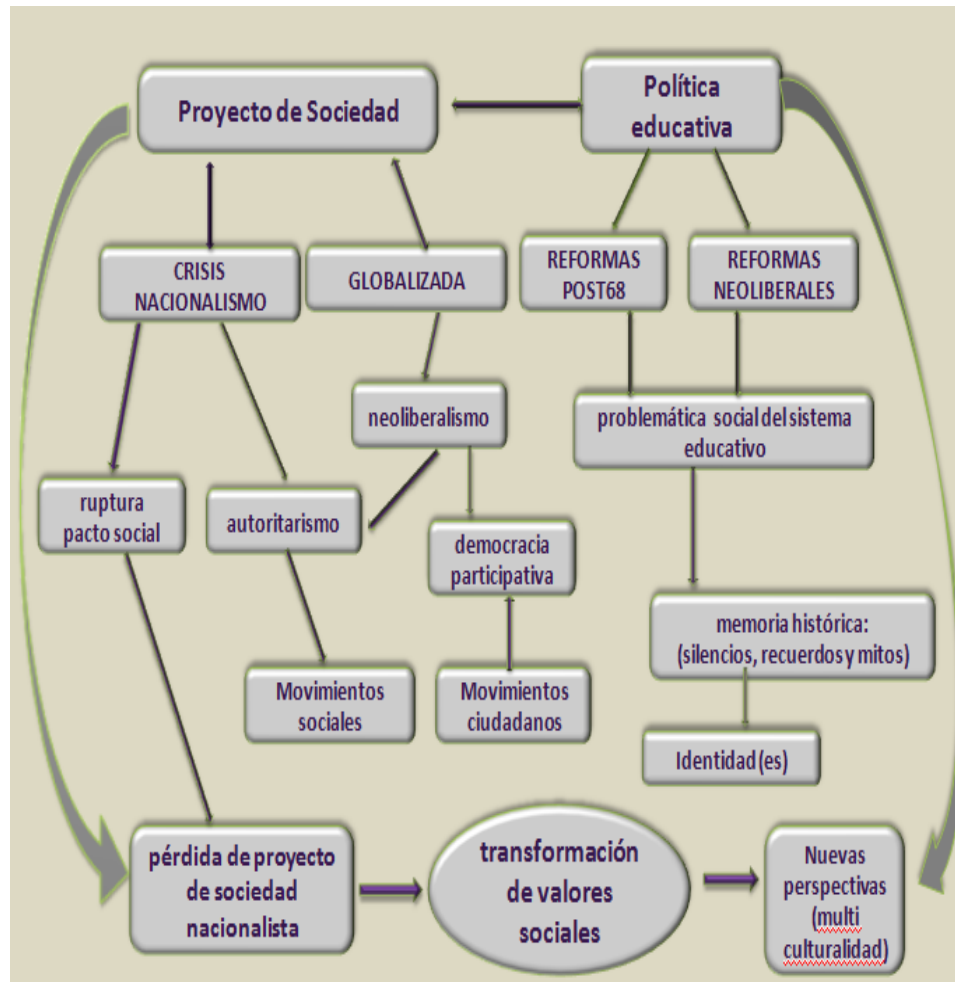 Proyecto de Sociedad
Política
educativa
CRISIS
NACIONALISMO
GLOBALIZADA
REFORMAS
POST68
REFORMAS
NEOLIBERALES
neoliberalismo
problemática social del sistema
educativo
ruptura
pacto social
autoritarismo
democracia
participativa
memoria histórica:
(silencios, recuerdos y mitos)
Movimientos
sociales
Movimientos
ciudadanos
Identidad (es)
pérdida de proyecto
de sociedad
nacionalista
transformación
de valores
sociales
Nuevas
perspectivas
(multi
culturalidad)